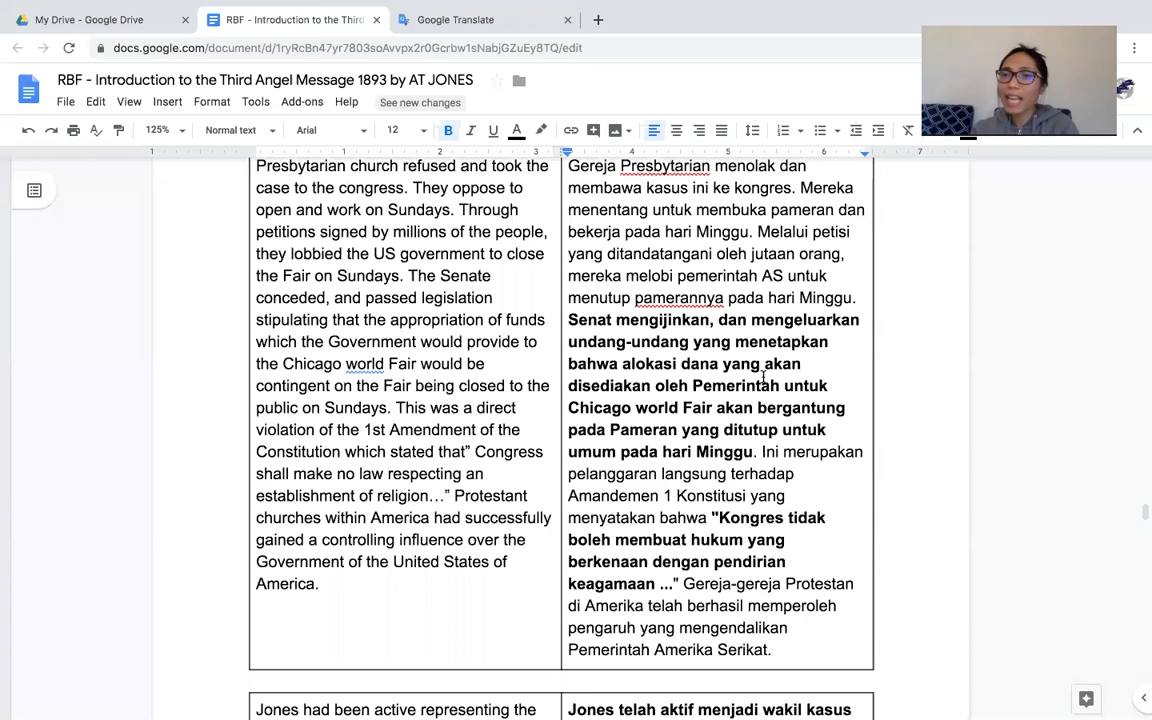 My Drive - Google Drive
RBF - Introduction to the Third
Google Translate
docs.google.com/document/d/1ryRcBn47yr7803soAvvpx2r0Gcrbw1sNabjGZuEy8TQ/edit
RBF - Introduction to the Third Angel Message 1893 by AT JONES
File Edit View Insert Format Tools Add-ons Help See new changes
125% Normal text Arial 12 B I U A
1 1 2 3 4 5 6 7
Presbyterian church refused and took the
case to the congress. They oppose to
open and work on Sundays. Through
petitions signed by millions of the people,
they lobbied the US government to close
the Fair on Sundays. The Senate
conceded, and passed legislation
stipulating that the appropriation of funds
which the Government would provide to
the Chicago world Fair would be
contingent on the Fair being closed to the
public on Sundays. This was a direct
violation of the 1st Amendment of the
Constitution which stated that” Congress
shall make no law respecting an
establishment of religion…” Protestant
churches within America had successfully
gained a controlling influence over the
Government of the United States of
America.
Gereja Presbytarian menolak dan
membawa kasus ini ke kongres. Mereka
menentang untuk membuka pameran dan
bekerja pada hari Minggu. Melalui petisi
yang ditandatangani oleh jutaan orang,
mereka melobi pemerintah AS untuk
menutup pamerannya pada hari Minggu.
Senat mengijinkan, dan mengeluarkan
undang-undang yang menetapkan
bahwa alokasi dana yang akan
disediakan oleh Pemerintah untuk
Chicago world Fair akan bergantung
pada Pameran yang ditutup untuk
umum pada hari Minggu. Ini merupakan
pelanggaran langsung terhadap
Amandemen 1 Konstitusi yang
menyatakan bahwa "Kongres tidak
boleh membuat hukum yang
berkenaan dengan pendirian
keagamaan ..." Gereja-gereja Protestan
di Amerika telah berhasil memperoleh
pengaruh yang mengendalikan
Pemerintah Amerika Serikat.
Jones had been active representing the
Jones telah aktif menjadi wakil kasus